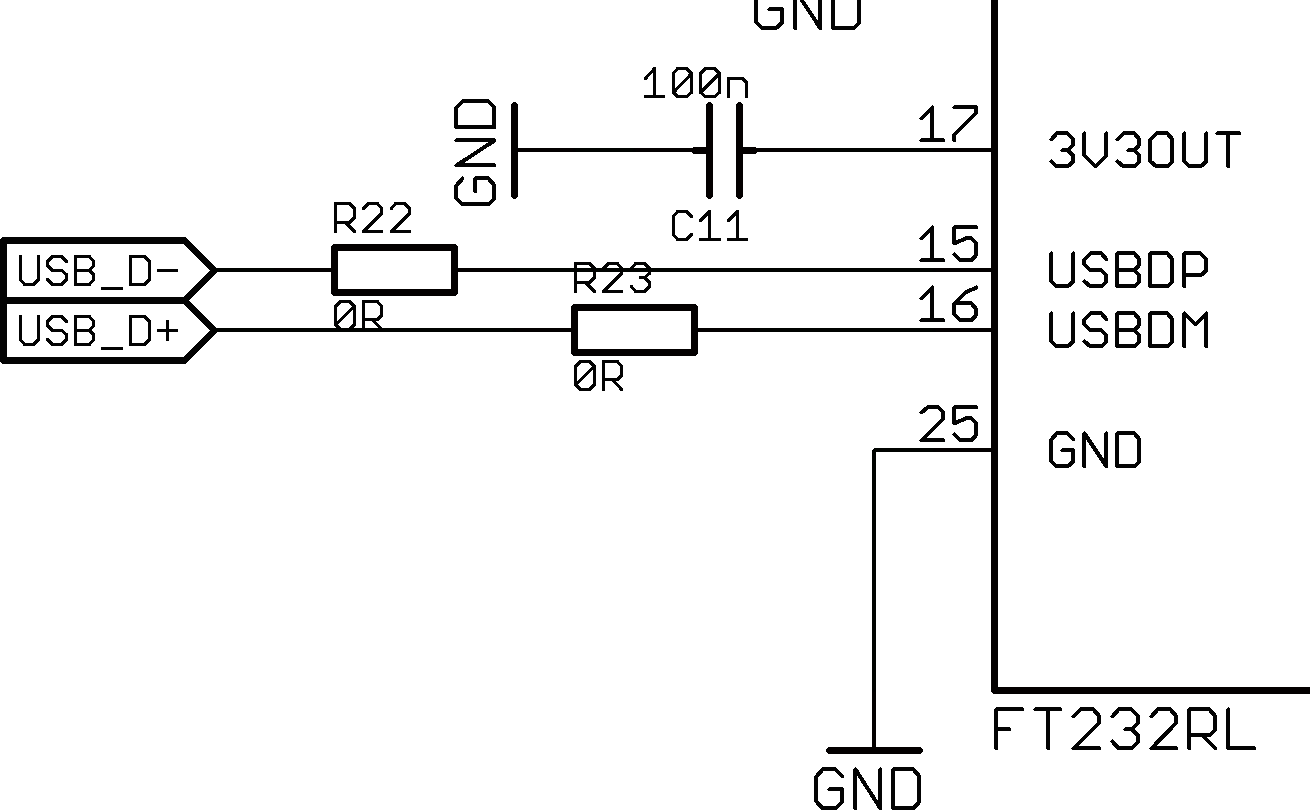 GND
100n
17
3V3OUT
GND
C11
R22
15
USB_D-
USBDP
R23
16
0R
USB_D+
USBDM
0R
25
GND
FT232RL
GND